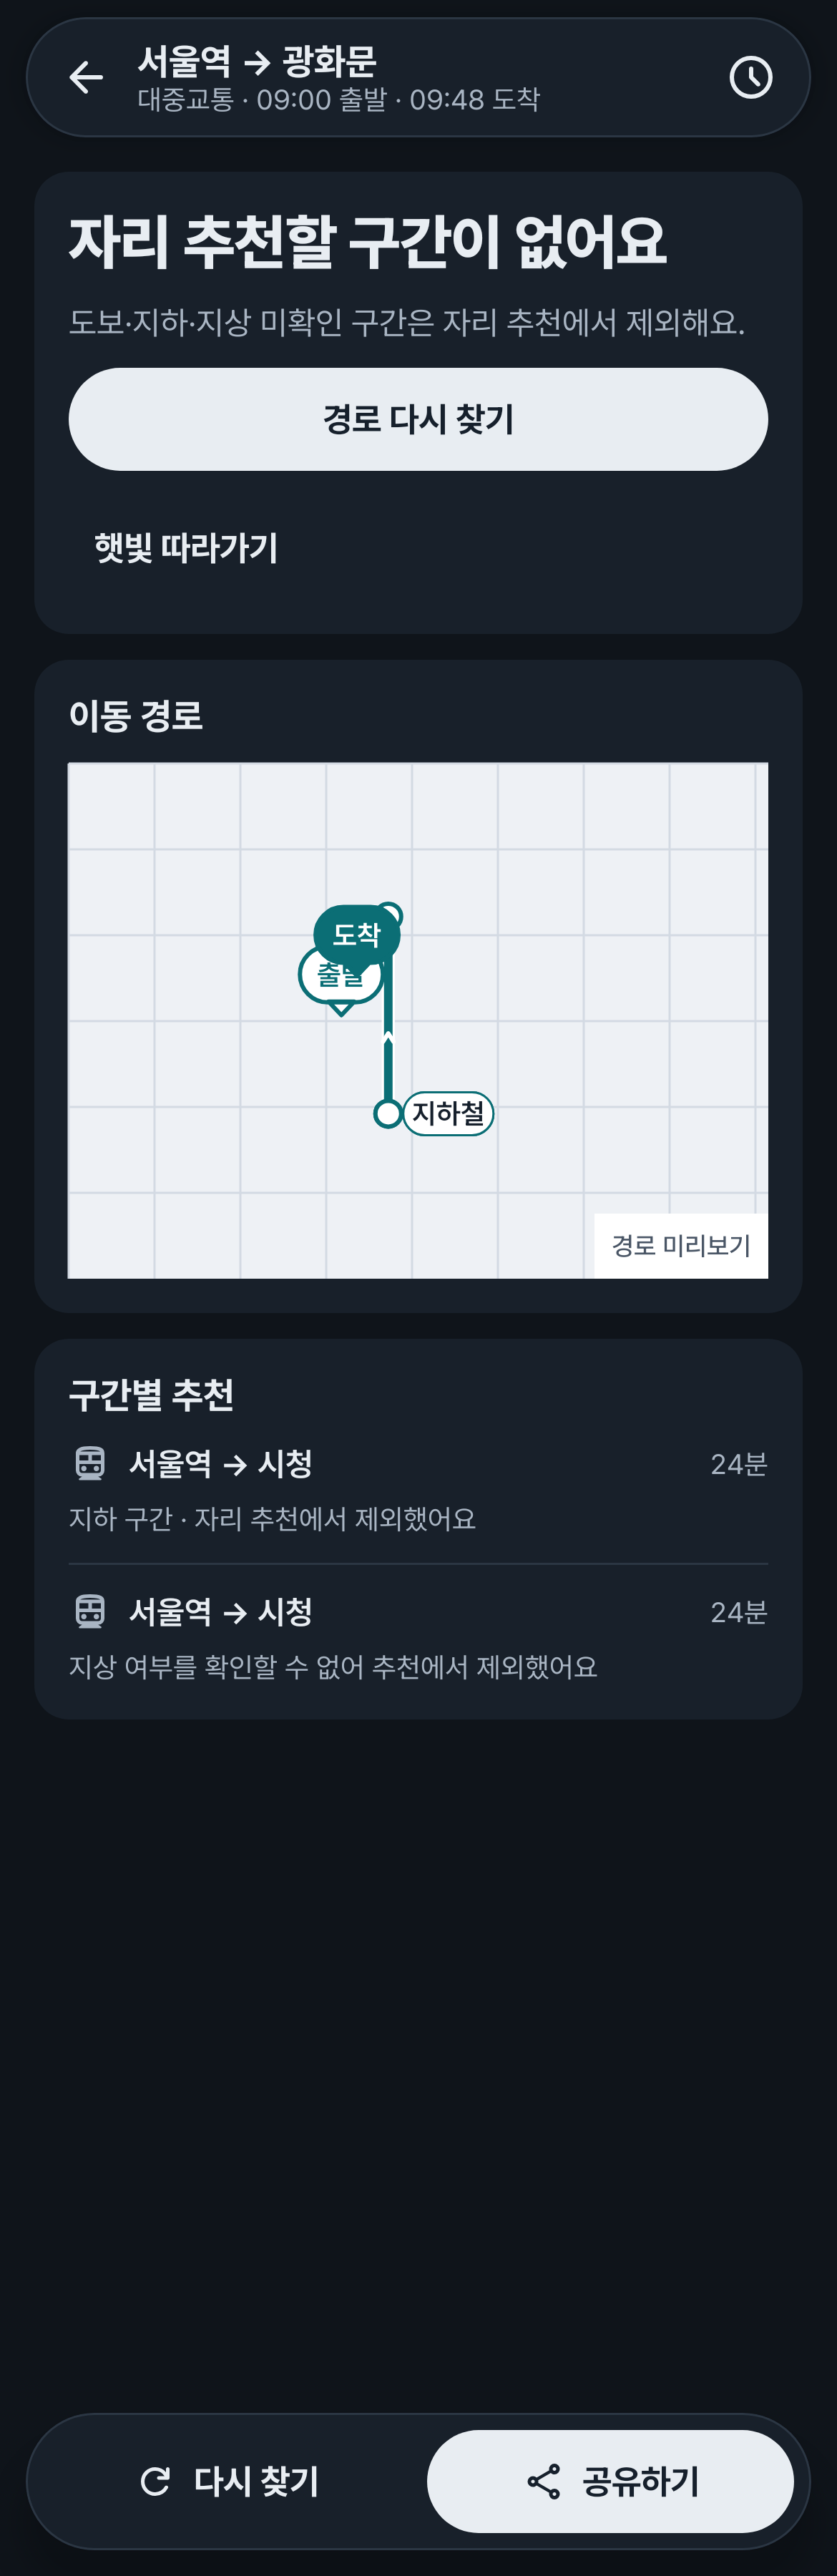 서울역 → 광화문
대중교통 · 09:00 출발 · 09:48 도착
자리 추천할 구간이 없어요
도보·지하·지상 미확인 구간은 자리 추천에서 제외해요.
경로 다시 찾기
햇빛 따라가기
이동 경로
도착
출발
지하철
경로 미리보기
구간별 추천
서울역 → 시청 24분
지하 구간 · 자리 추천에서 제외했어요
서울역 → 시청 24분
지상 여부를 확인할 수 없어 추천에서 제외했어요
다시 찾기
공유하기